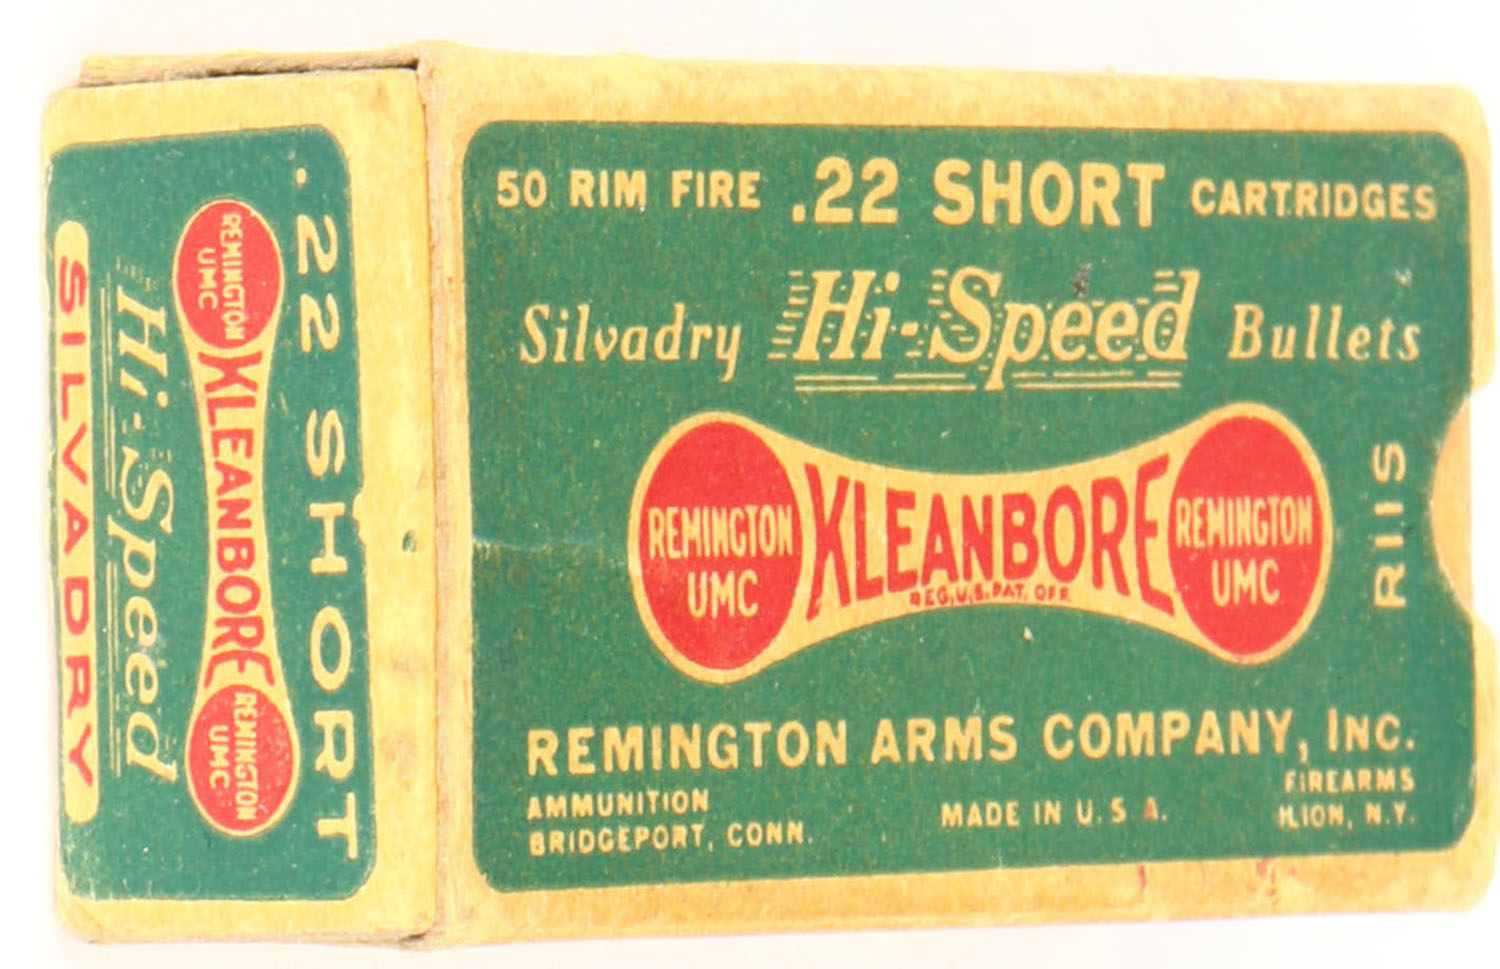 50 RIM FIRE .22 SHORT CARTRIDGES
Silvadry Hi-Speed Bullets
REMINGTON UMC
KLEANBORE
REG. U.S. PAT. OFF.
REMINGTON UMC
R11S
REMINGTON ARMS COMPANY, INC.
AMMUNITION
BRIDGEPORT, CONN.
MADE IN U.S.A.
FIREARMS
ILION, N.Y.
.22 SHORT
REMINGTON UMC
KLEANBORE
REMINGTON UMC
Hi-Speed
SILVADRY